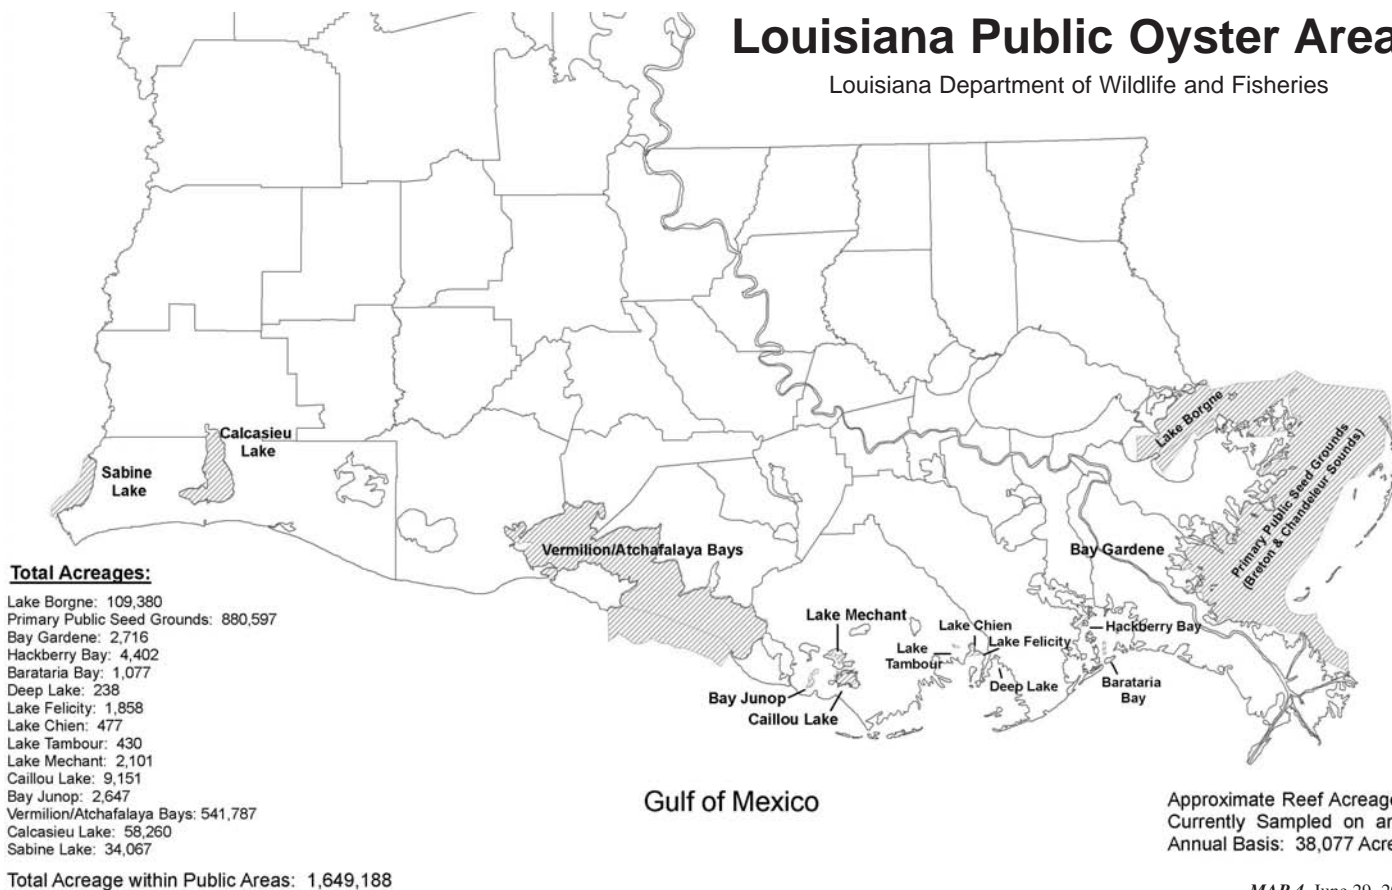 Louisiana Public Oyster Area
Louisiana Department of Wildlife and Fisheries
Calcasieu
Lake
Sabine
Lake
Lake Borgne
Primary Public Seed Grounds
(Breton & Chandeleur Sounds)
Vermilion/Atchafalaya Bays
Bay Gardene
Lake Mechant
Lake Chien
Lake Felicity
Hackberry Bay
Lake
Tambour
Deep Lake
Barataria
Bay
Bay Junop
Caillou Lake
Total Acreages:
Lake Borgne: 109,380
Primary Public Seed Grounds: 880,597
Bay Gardene: 2,716
Hackberry Bay: 4,402
Barataria Bay: 1,077
Deep Lake: 238
Lake Felicity: 1,858
Lake Chien: 477
Lake Tambour: 430
Lake Mechant: 2,101
Caillou Lake: 9,151
Bay Junop: 2,647
Vermilion/Atchafalaya Bays: 541,787
Calcasieu Lake: 58,260
Sabine Lake: 34,067
Total Acreage within Public Areas: 1,649,188
Gulf of Mexico
Approximate Reef Acreage
Currently Sampled on an
Annual Basis: 38,077 Acre
MAP 4 June 29, 20